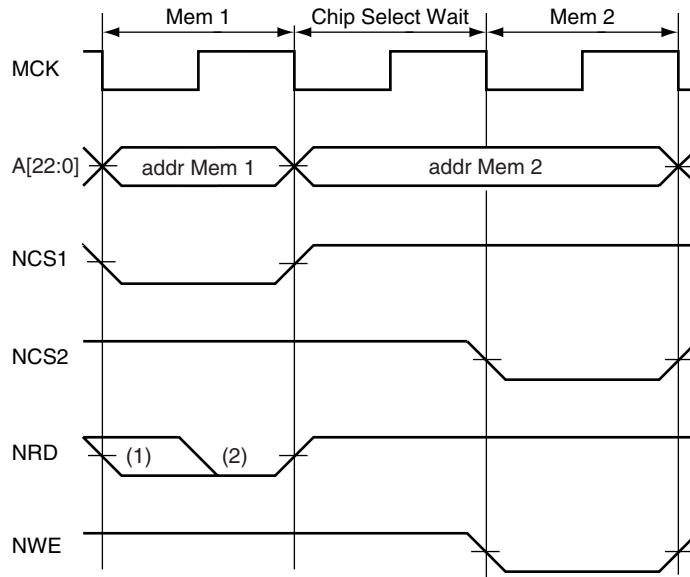 Mem 1 Chip Select Wait Mem 2
MCK
A[22:0] addr Mem 1 addr Mem 2
NCS1
NCS2
NRD (1) (2)
NWE